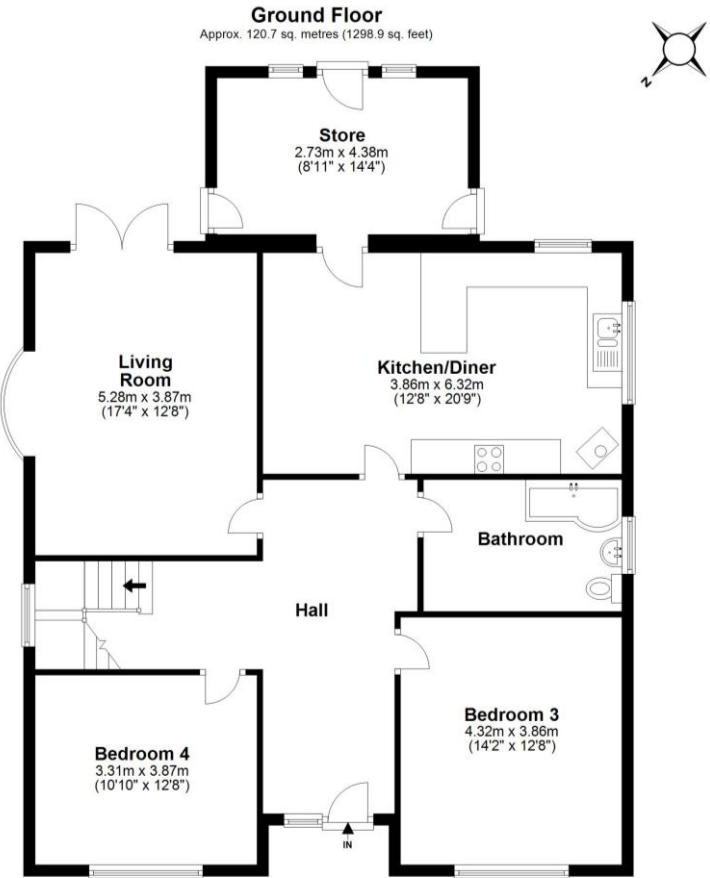 Ground Floor
Approx. 120.7 sq. metres (1298.9 sq. feet)
N
Store
2.73m x 4.38m
(8'11" x 14'4")
Living
Room
5.28m x 3.87m
(17'4" x 12'8")
Kitchen/Diner
3.86m x 6.32m
(12'8" x 20'9")
Bathroom
Hall
Bedroom 3
4.32m x 3.86m
(14'2" x 12'8")
Bedroom 4
3.31m x 3.87m
(10'10" x 12'8")
IN